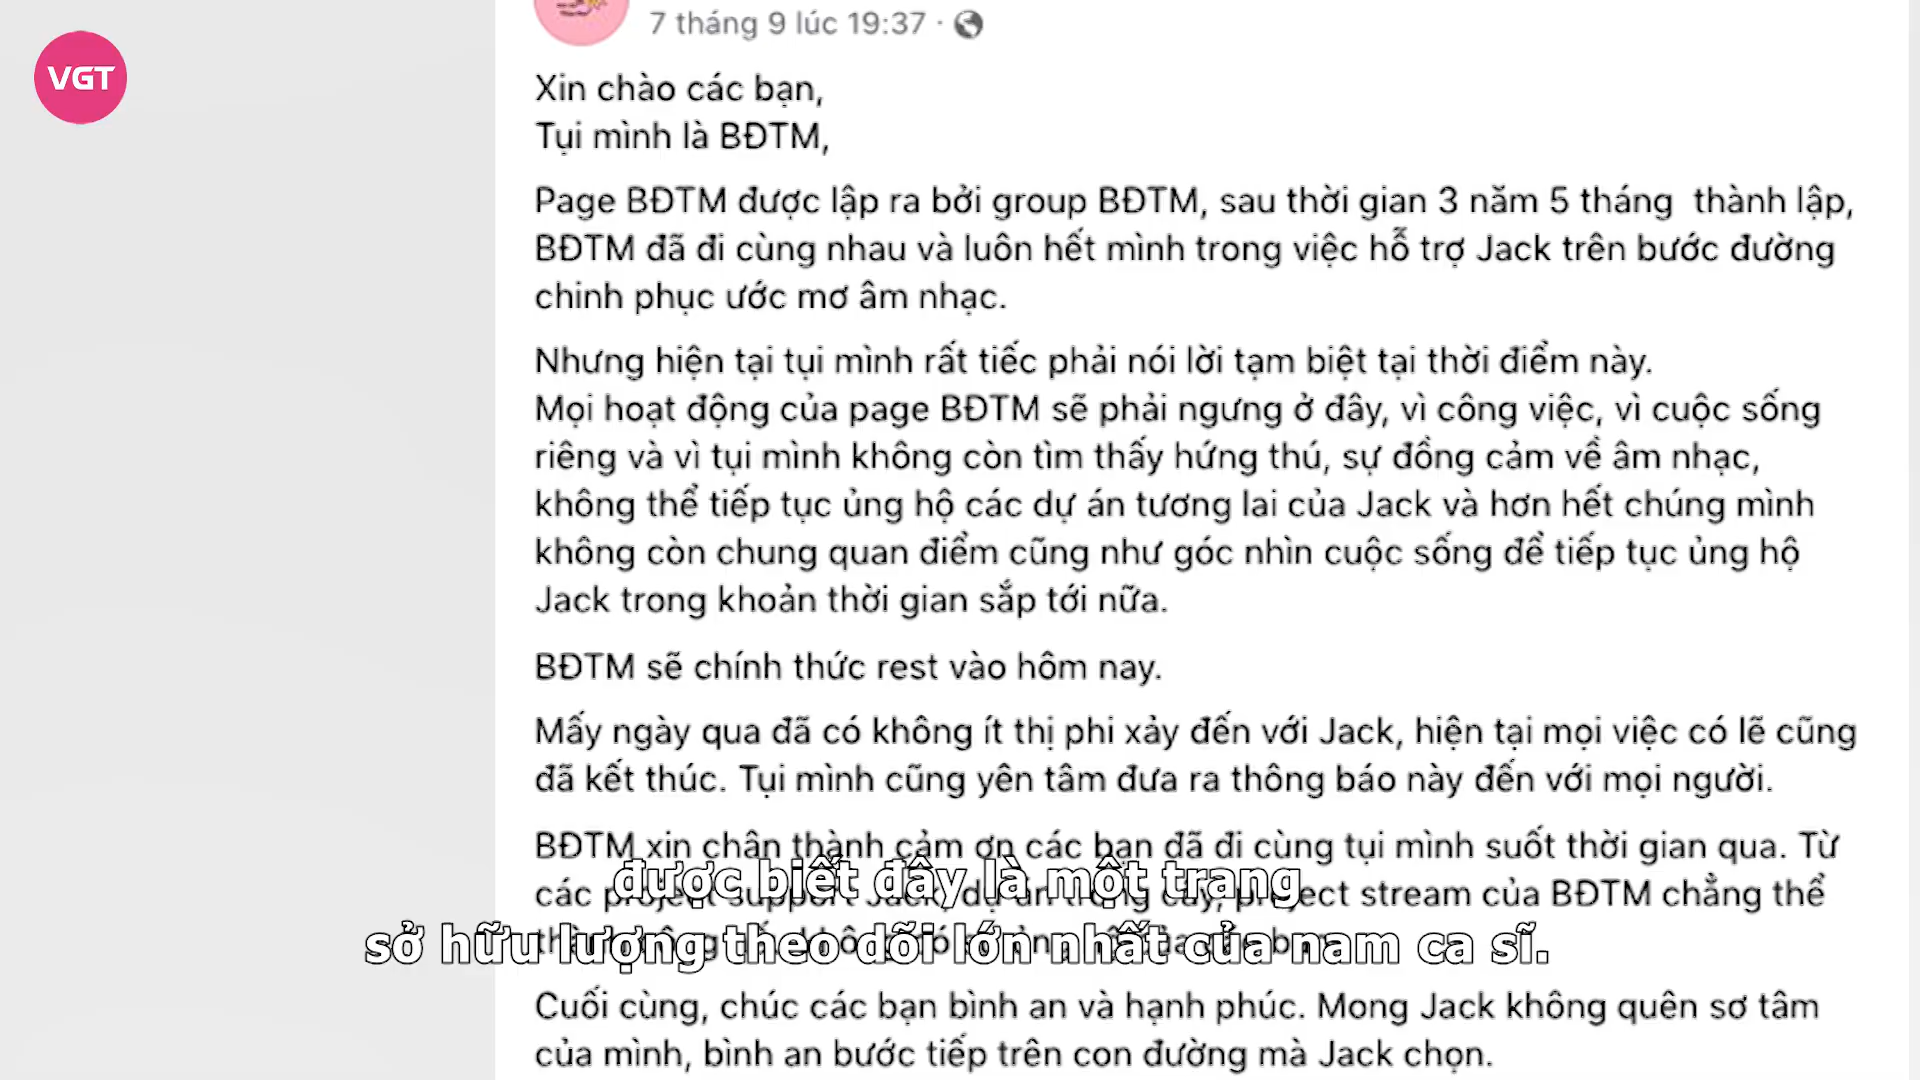 VGT
7 tháng 9 lúc 19:37 ·
Xin chào các bạn,
Tụi mình là BĐTM,
Page BĐTM được lập ra bởi group BĐTM, sau thời gian 3 năm 5 tháng thành lập,
BĐTM đã đi cùng nhau và luôn hết mình trong việc hỗ trợ Jack trên bước đường
chinh phục ước mơ âm nhạc.
Nhưng hiện tại tụi mình rất tiếc phải nói lời tạm biệt tại thời điểm này.
Mọi hoạt động của page BĐTM sẽ phải ngưng ở đây, vì công việc, vì cuộc sống
riêng và vì tụi mình không còn tìm thấy hứng thú, sự đồng cảm về âm nhạc,
không thể tiếp tục ủng hộ các dự án tương lai của Jack và hơn hết chúng mình
không còn chung quan điểm cũng như góc nhìn cuộc sống để tiếp tục ủng hộ
Jack trong khoản thời gian sắp tới nữa.
BĐTM sẽ chính thức rest vào hôm nay.
Mấy ngày qua đã có không ít thị phi xảy đến với Jack, hiện tại mọi việc có lẽ cũng
đã kết thúc. Tụi mình cũng yên tâm đưa ra thông báo này đến với mọi người.
BĐTM xin chân thành cảm ơn các bạn đã đi cùng tụi mình suốt thời gian qua. Từ
các project support Jack, dự án trồng cây, project stream của BĐTM chẳng thể
được biết đây là một trang
sở hữu lượng theo dõi lớn nhất của nam ca sĩ.
Cuối cùng, chúc các bạn bình an và hạnh phúc. Mong Jack không quên sơ tâm
của mình, bình an bước tiếp trên con đường mà Jack chọn.